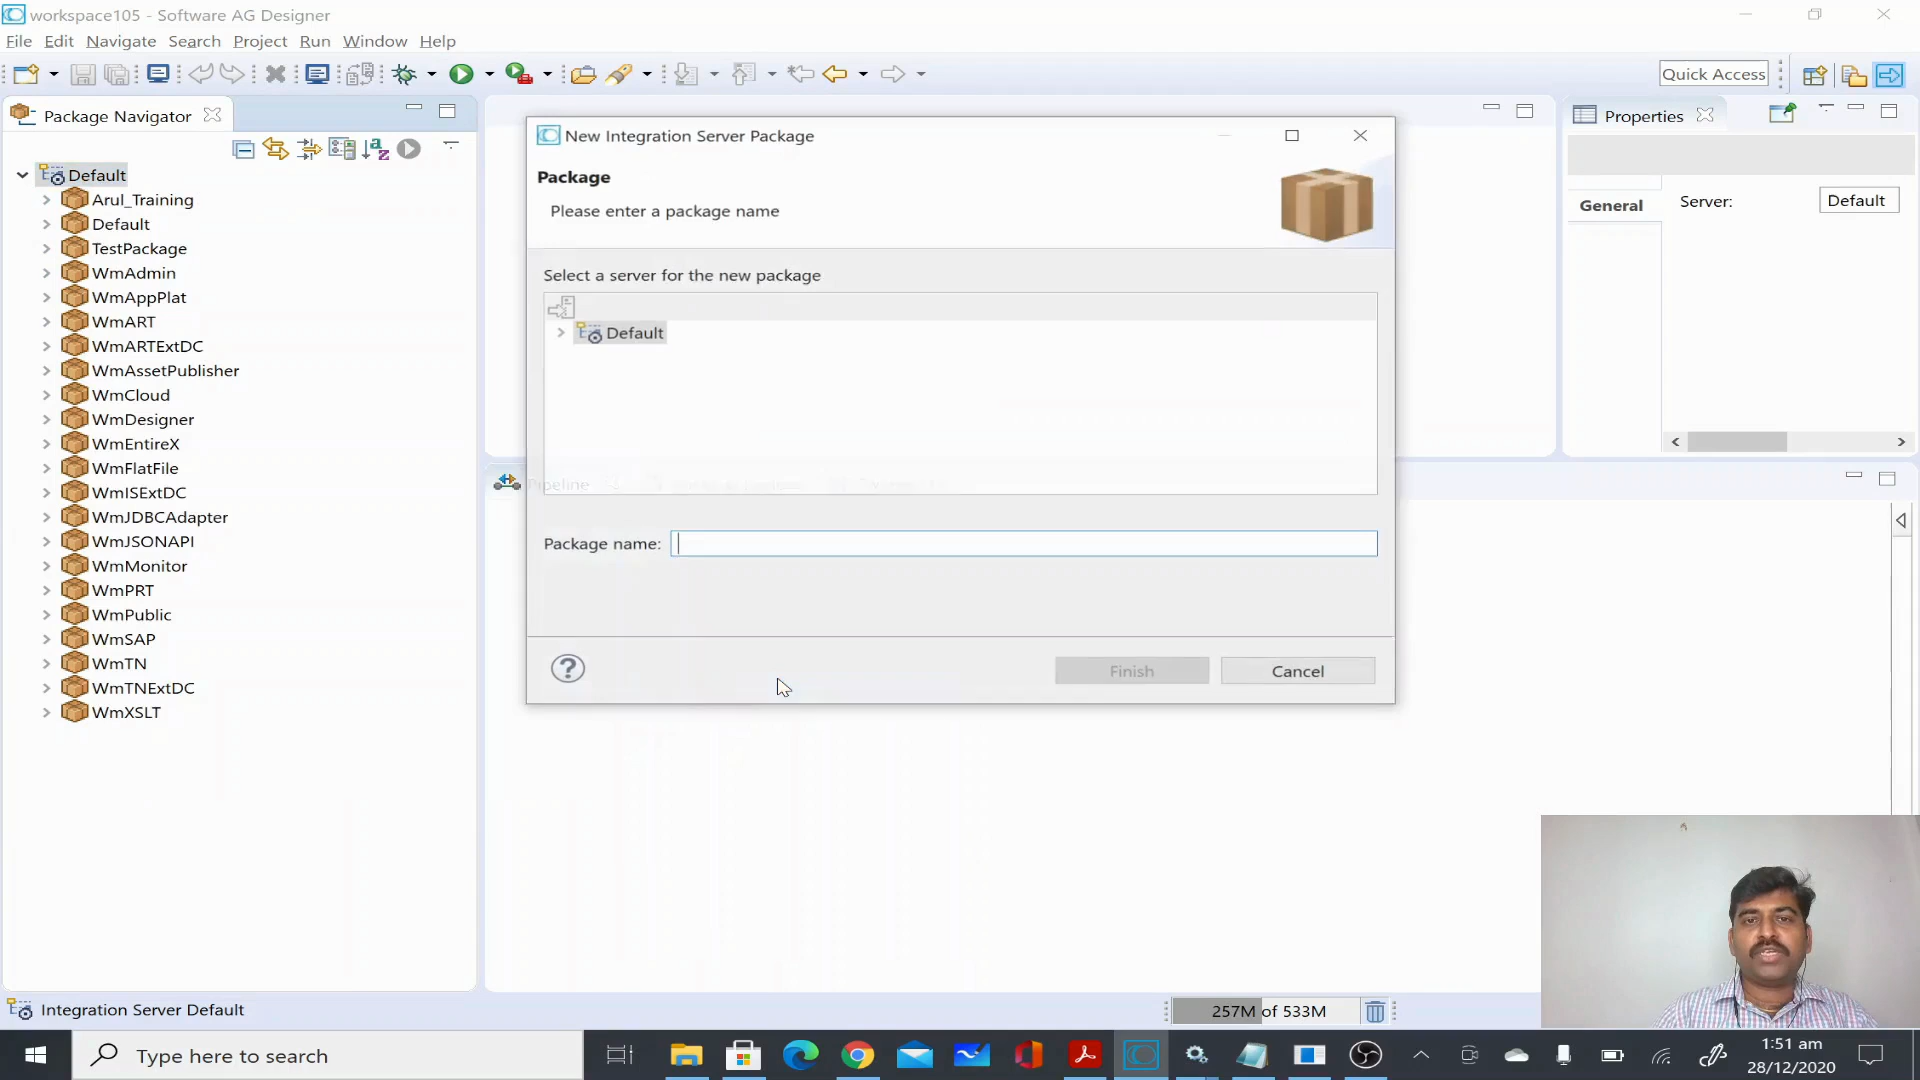 workspace105 - Software AG Designer
File Edit Navigate Search Project Run Window Help
Quick Access
Package Navigator
Default
Arul_Training
Default
TestPackage
WmAdmin
WmAppPlat
WmART
WmARTExtDC
WmAssetPublisher
WmCloud
WmDesigner
WmEntireX
WmFlatFile
WmISExtDC
WmJDBCAdapter
WmJSONAPI
WmMonitor
WmPRT
WmPublic
WmSAP
WmTN
WmTNExtDC
WmXSLT
New Integration Server Package
Package
Please enter a package name
Select a server for the new package
Default
Pipeline
Package name:
Finish
Cancel
Properties
General
Server:
Default
Integration Server Default
257M of 533M
Type here to search
1:51 am
28/12/2020